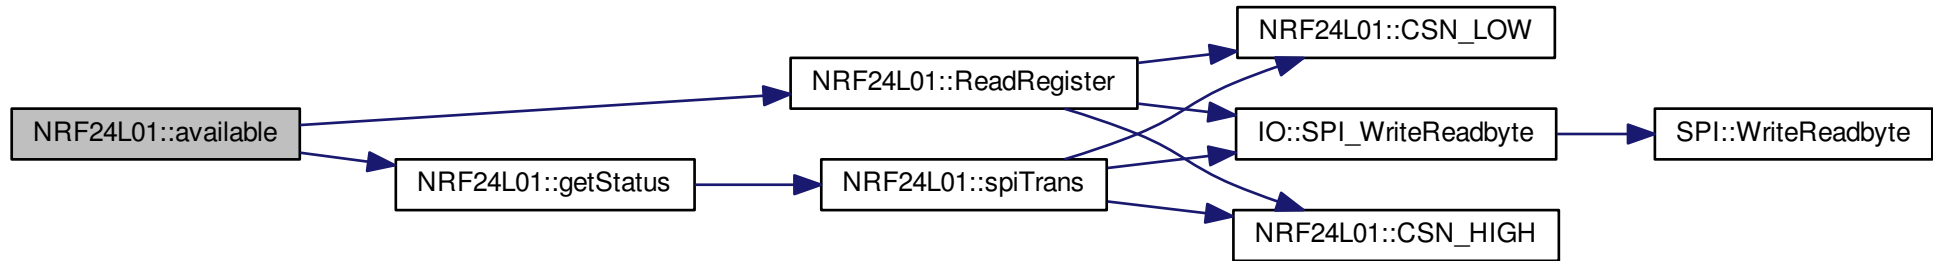 NRF24L01::available
NRF24L01::getStatus
NRF24L01::ReadRegister
NRF24L01::spiTrans
NRF24L01::CSN_LOW
IO::SPI_WriteReadbyte
NRF24L01::CSN_HIGH
SPI::WriteReadbyte